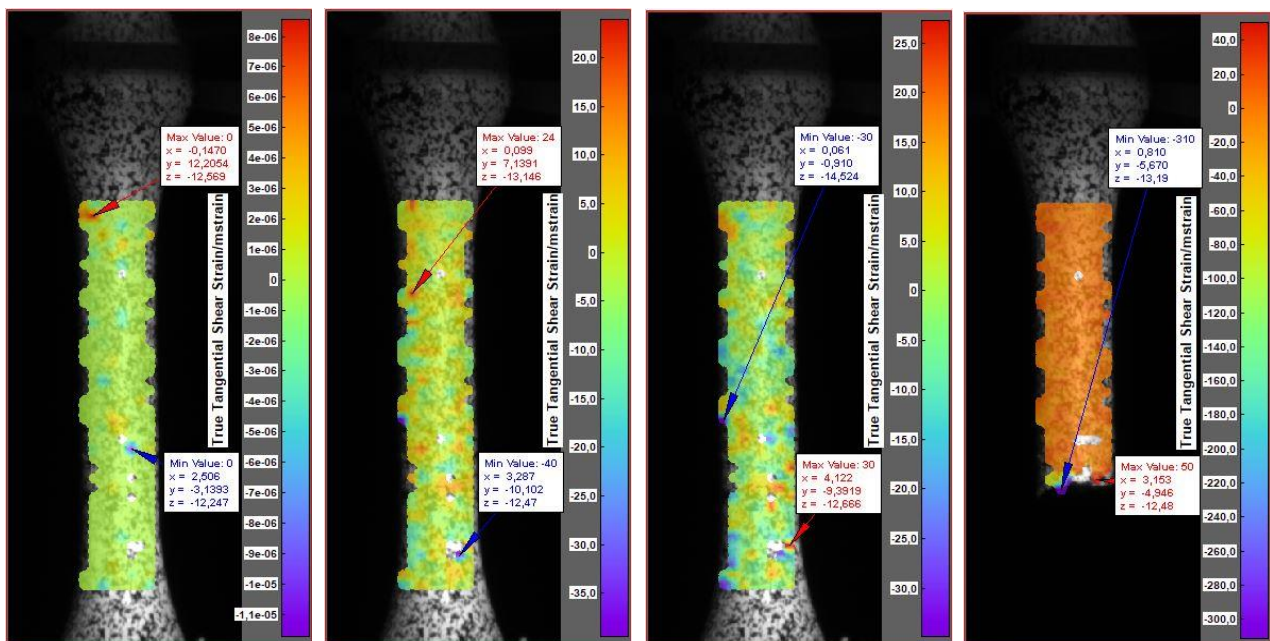 8e-06
7e-06
6e-06
5e-06
4e-06
3e-06
2e-06
1e-06
0
-1e-06
-2e-06
-3e-06
-4e-06
-5e-06
-6e-06
-7e-06
-8e-06
-9e-06
-1e-05
-1,1e-05
True Tangential Shear Strain/mstrain
Max Value: 0
x = -0,1470
y = 12,2054
z = -12,569
Min Value: 0
x = 2,506
y = -3,1393
z = -12,247
20,0
15,0
10,0
5,0
0
-5,0
-10,0
-15,0
-20,0
-25,0
-30,0
-35,0
True Tangential Shear Strain/mstrain
Max Value: 24
x = 0,099
y = 7,1391
z = -13,146
Min Value: -40
x = 3,287
y = -10,102
z = -12,47
25,0
20,0
15,0
10,0
5,0
0
-5,0
-10,0
-15,0
-20,0
-25,0
-30,0
True Tangential Shear Strain/mstrain
Min Value: -30
x = 0,061
y = -0,910
z = -14,524
Max Value: 30
x = 4,122
y = -9,3919
z = -12,666
40,0
20,0
0
-20,0
-40,0
-60,0
-80,0
-100,0
-120,0
-140,0
-160,0
-180,0
-200,0
-220,0
-240,0
-260,0
-280,0
-300,0
True Tangential Shear Strain/mstrain
Min Value: -310
x = 0,810
y = -5,670
z = -13,19
Max Value: 50
x = 3,153
y = -4,946
z = -12,48